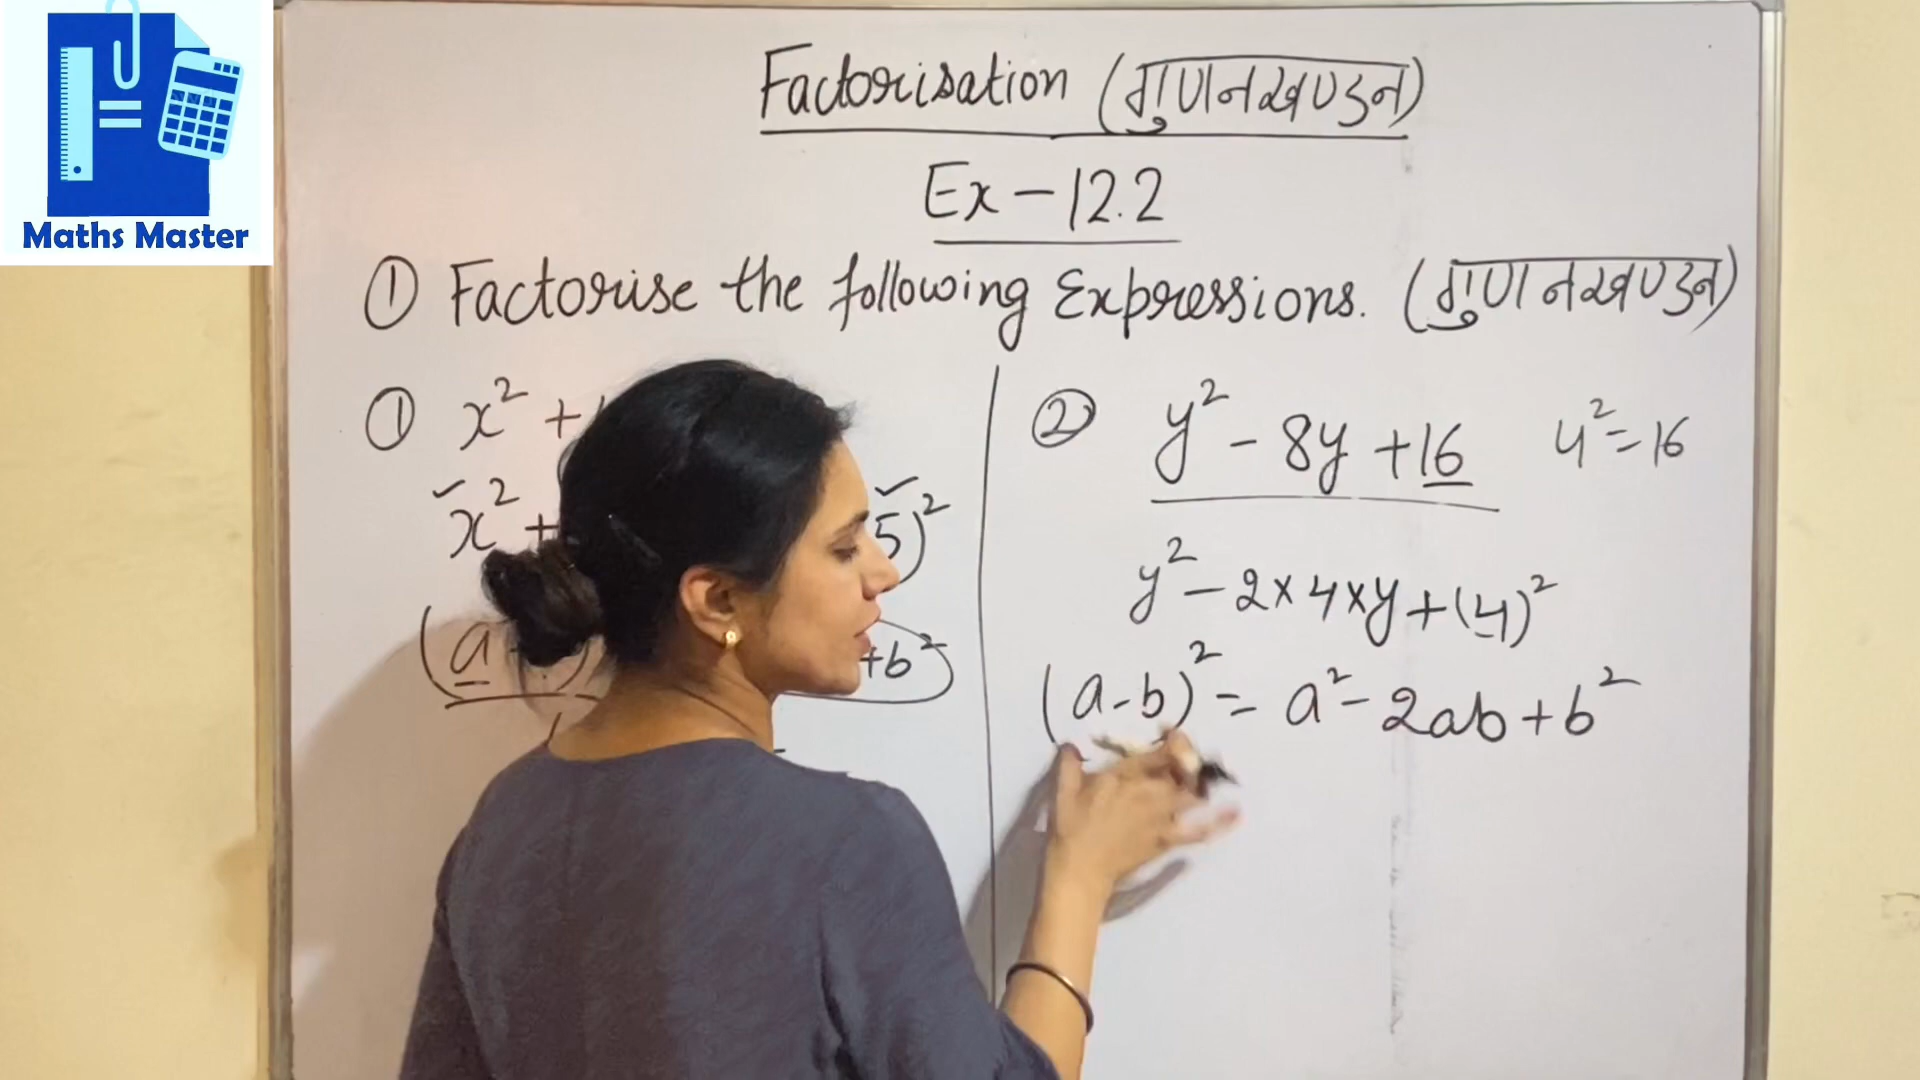 Maths Master
Factorisation (गुणनखण्डन)
Ex - 12.2
① Factorise the following Expressions. (गुणनखण्डन)
① x² +
x² + 5)²
(a +b²
② y² - 8y + 16 4² = 16
y² - 2 × 4 × y + (4)²
(a - b)² = a² - 2ab + b²